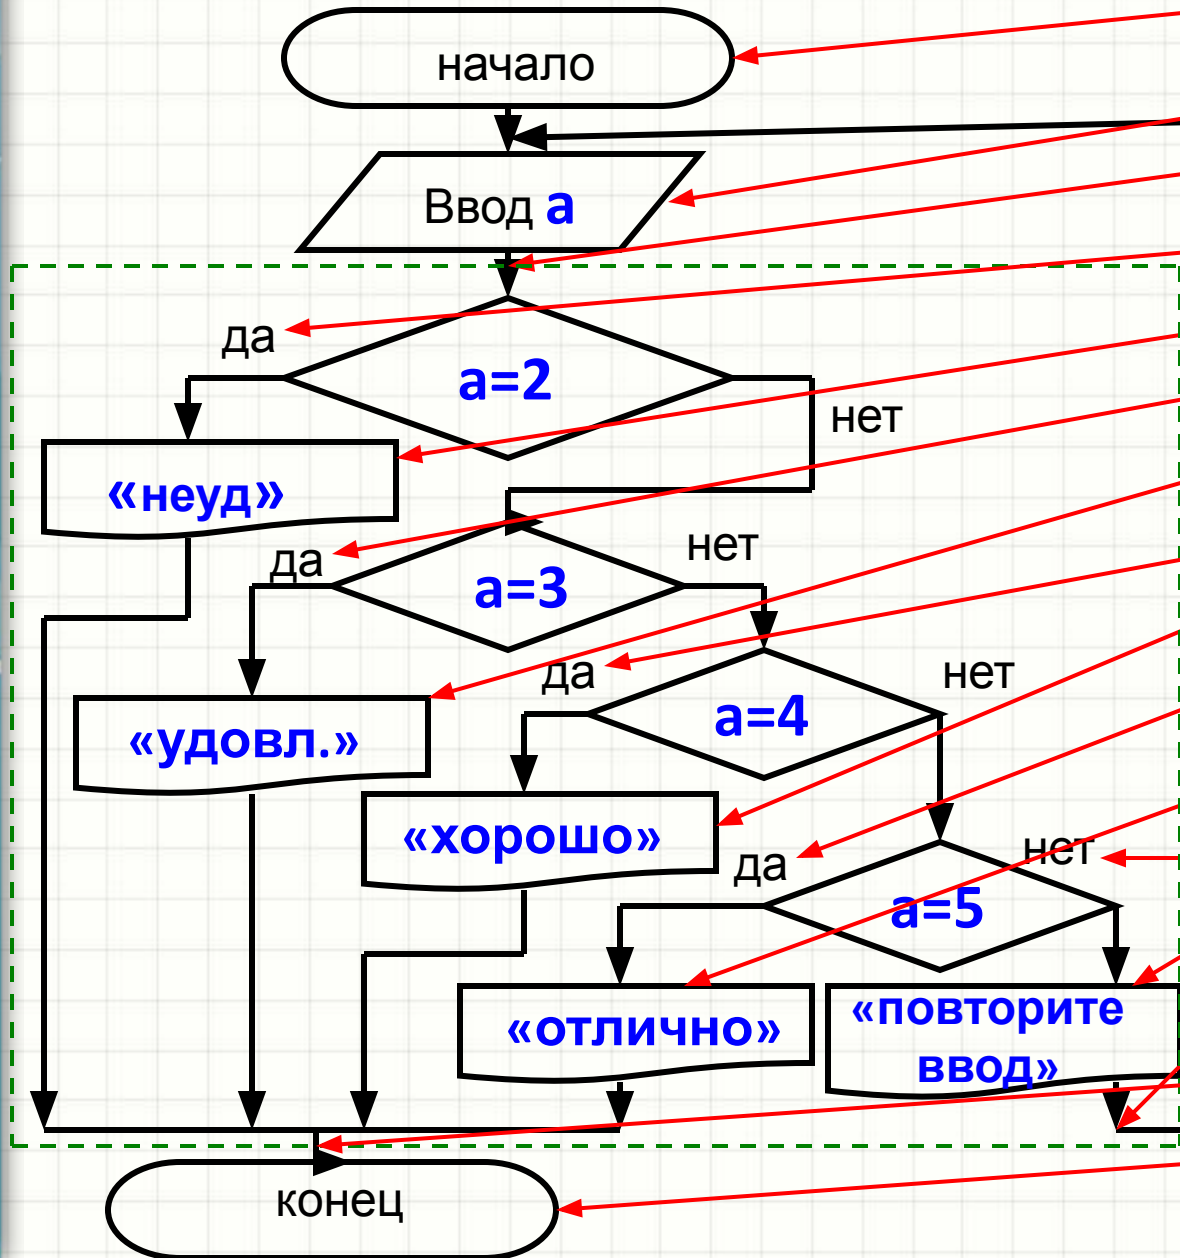 начало
Ввод a
да
a=2
нет
«неуд»
да
нет
a=3
да
нет
a=4
«удовл.»
«хорошо»
да
нет
a=5
«отлично»
«повторите
ввод»
конец